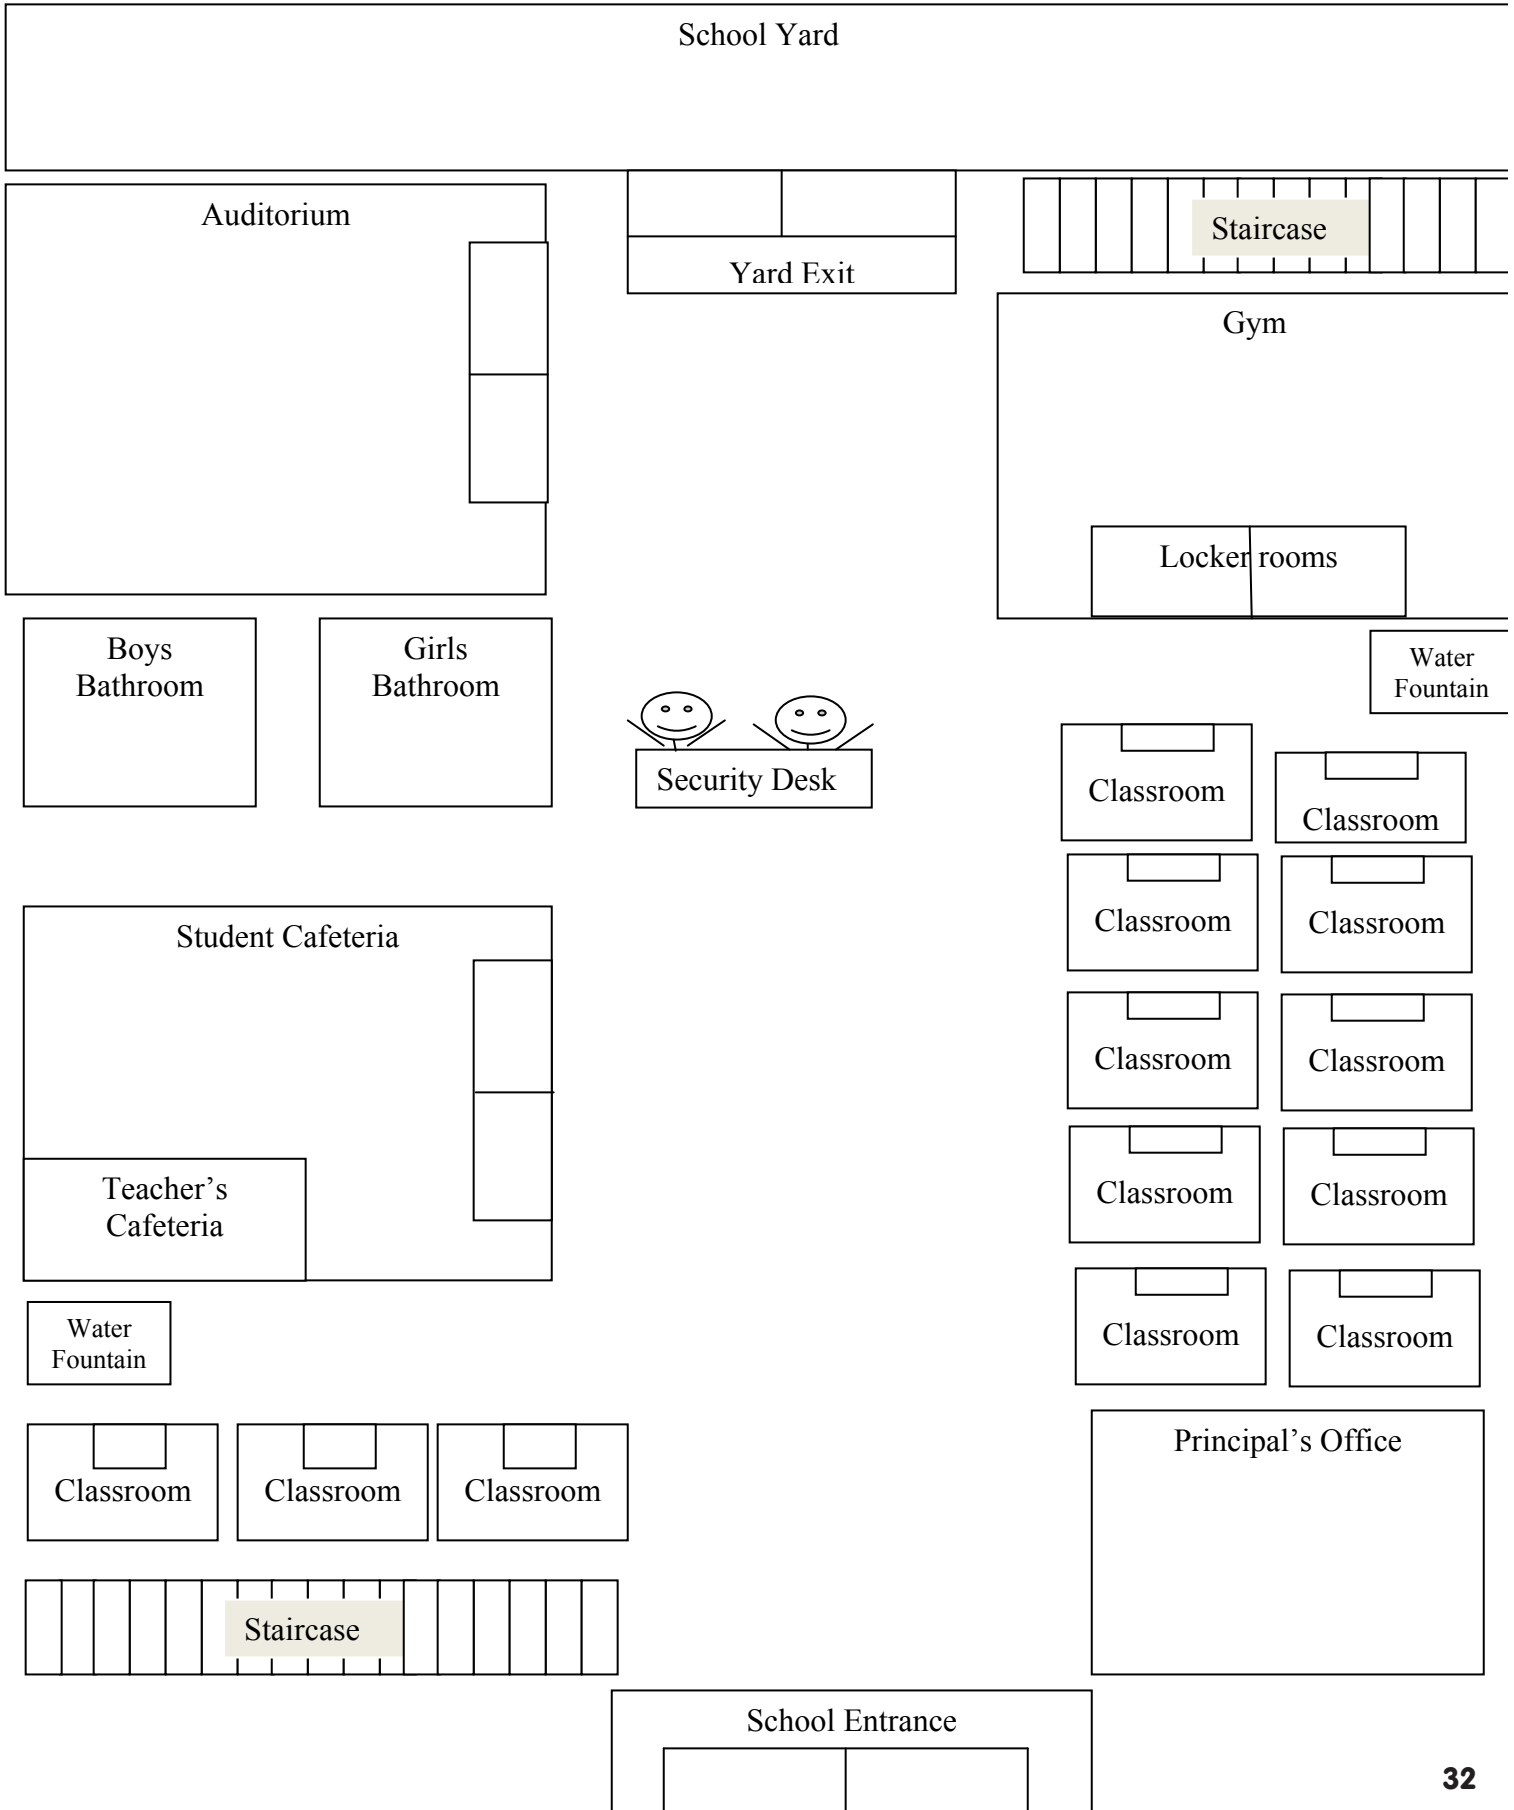 School Yard
Auditorium
Yard Exit
Staircase
Gym
Locker rooms
Boys
Bathroom
Girls
Bathroom
Water
Fountain
Security Desk
Classroom
Classroom
Classroom
Classroom
Student Cafeteria
Classroom
Classroom
Teacher’s
Cafeteria
Classroom
Classroom
Water
Fountain
Classroom
Classroom
Principal’s Office
Classroom
Classroom
Classroom
Staircase
School Entrance
32